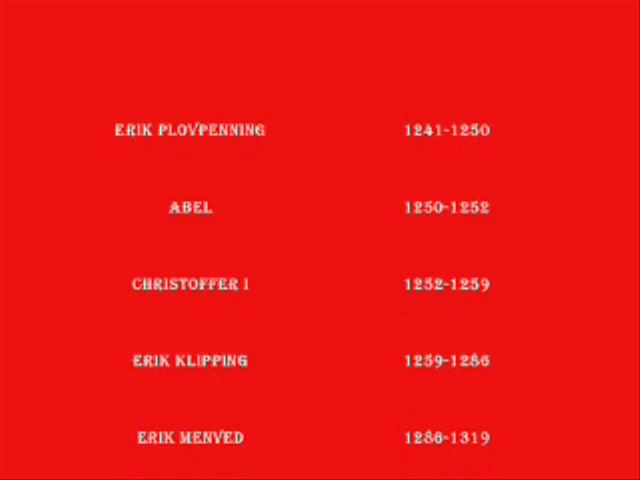 ERIK PLOVPENNING 1241-1250
ABEL 1250-1252
CHRISTOFFER I 1252-1259
ERIK KLIPPING 1259-1286
ERIK MENVED 1286-1319